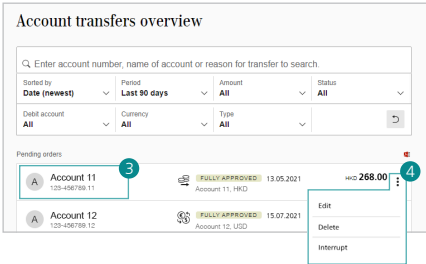 Account transfers overview
Enter account number, name of account or reason for transfer to search.
Sorted by Period Amount Status
Date (newest) Last 90 days All All
Debit account Currency Type
All All All
Pending orders
3
4
A Account 11 FULLY APPROVED 13.05.2021 HKD 268.00
123-456789.11 Account 11, HKD
Edit
A Account 12 FULLY APPROVED 15.07.2021
123-456789.12 Account 12, USD
Delete
Interrupt